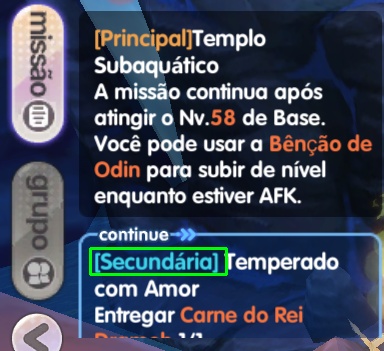 missão
grupo
[Principal]Templo
Subaquático
A missão continua após
atingir o Nv.58 de Base.
Você pode usar a Bênção de
Odin para subir de nível
enquanto estiver AFK.
continue
[Secundária] Temperado
com Amor
Entregar Carne do Rei